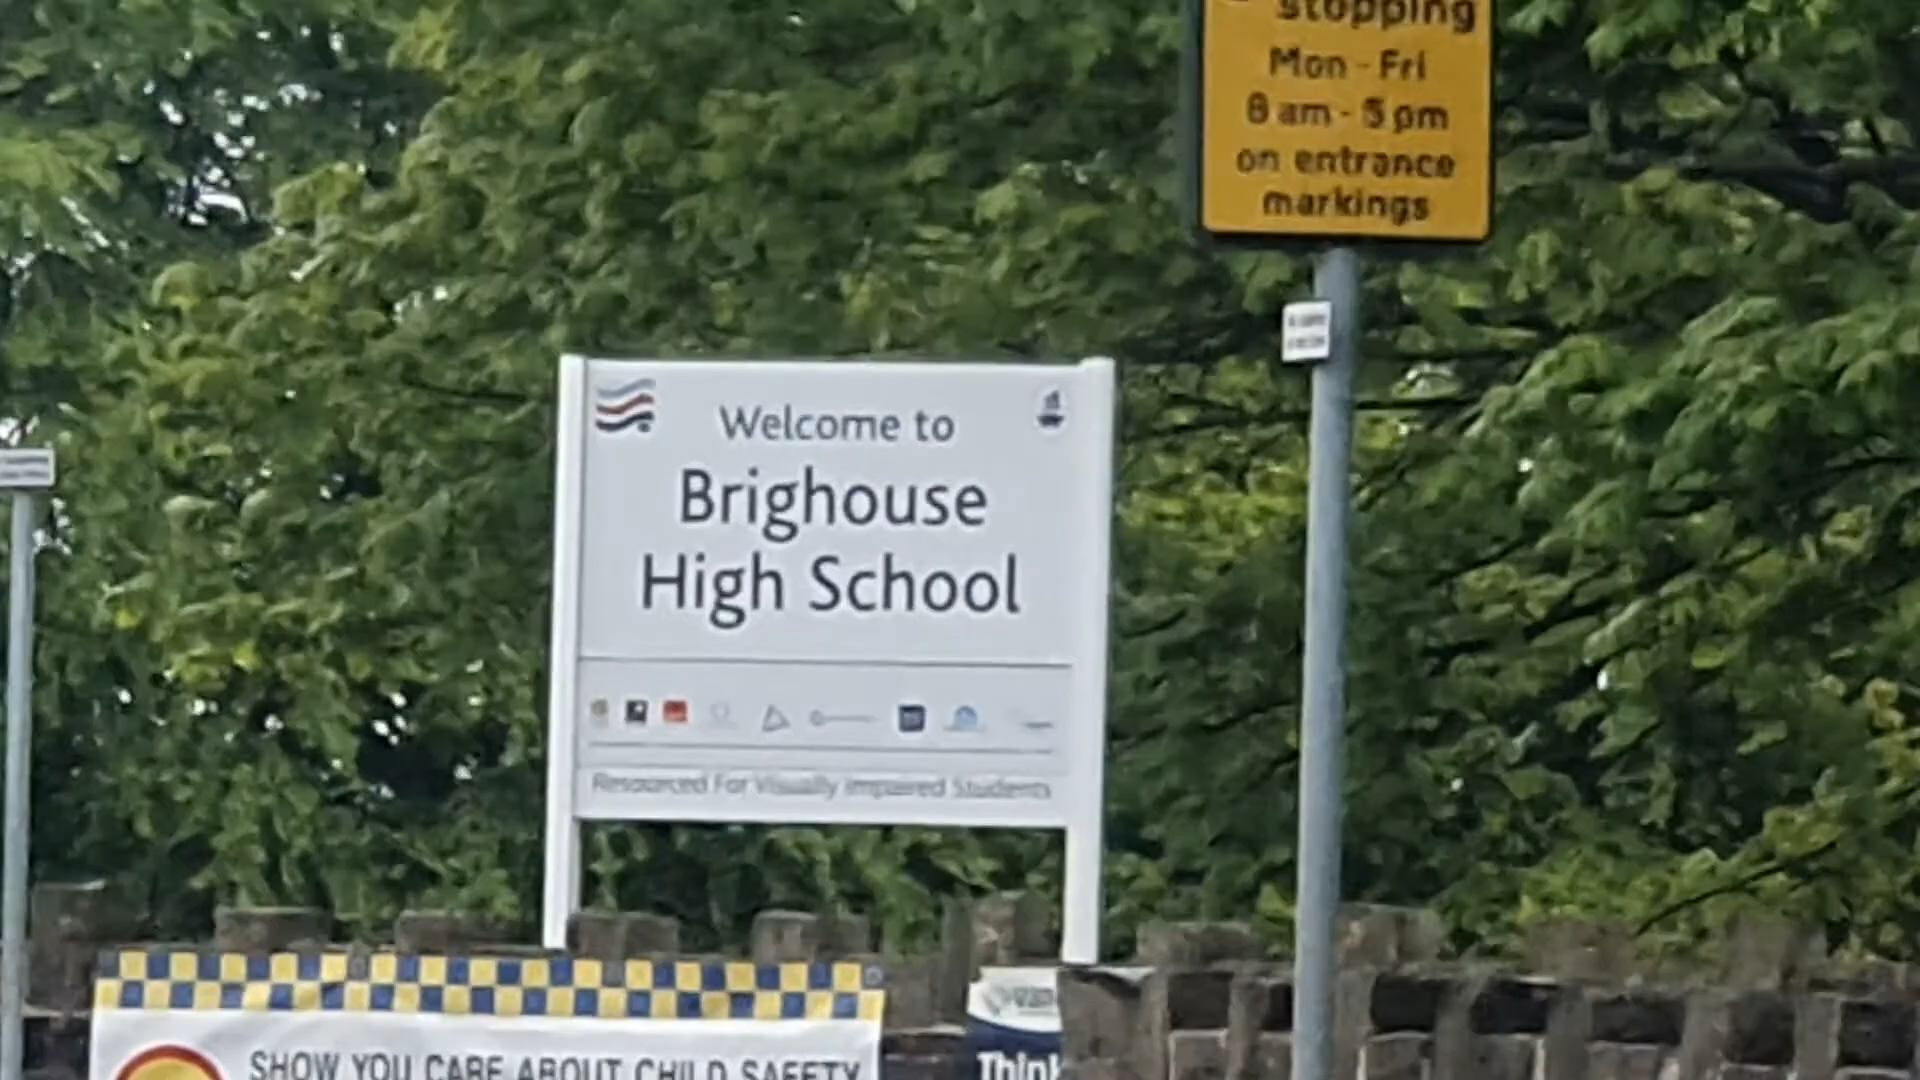 stopping
Mon - Fri
8 am - 5 pm
on entrance
markings
Welcome to
Brighouse
High School
Resourced For Visually Impaired Students
SHOW YOU CARE ABOUT CHILD SAFETY
Think